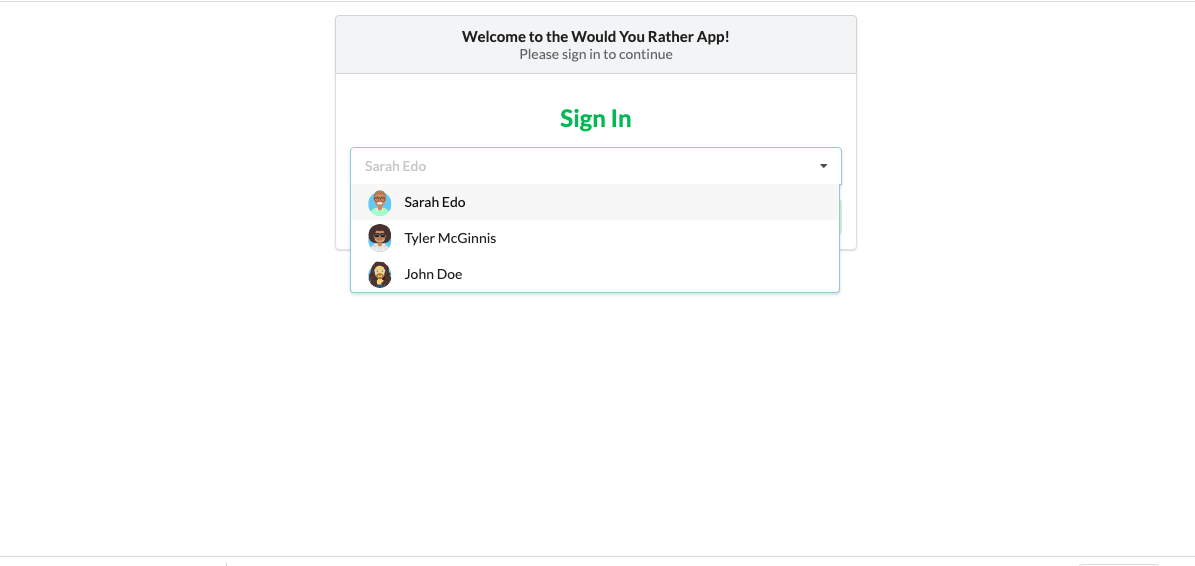 Welcome to the Would You Rather App!
Please sign in to continue
Sign In
Sarah Edo
Sarah Edo
Tyler McGinnis
John Doe